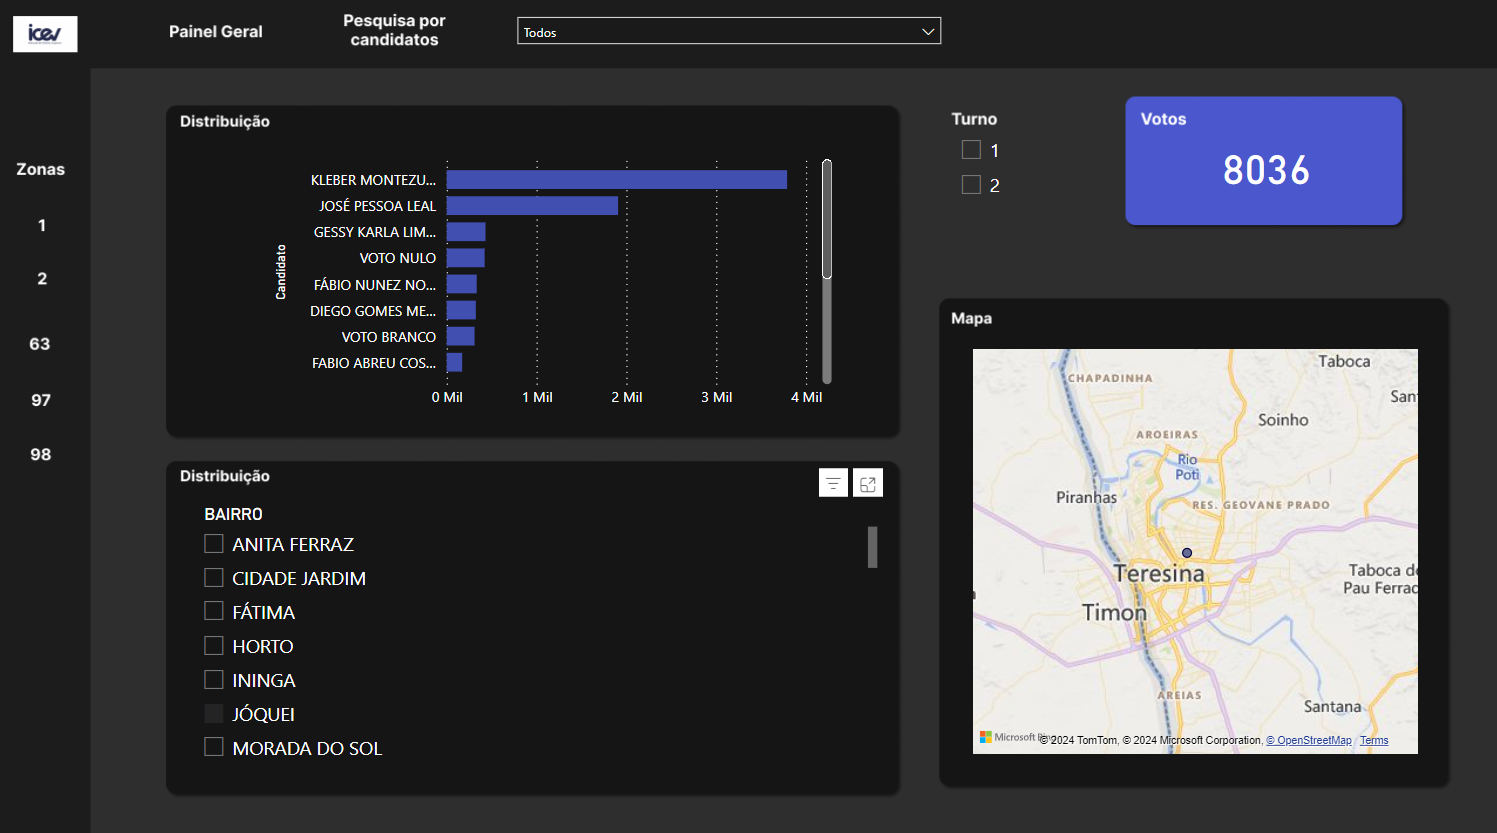 icev
Painel Geral
Pesquisa por
candidatos
Todos
Zonas
1
2
63
97
98
Distribuição
Candidato
KLEBER MONTEZU...
JOSÉ PESSOA LEAL
GESSY KARLA LIM...
VOTO NULO
FÁBIO NUNEZ NO...
DIEGO GOMES ME...
VOTO BRANCO
FABIO ABREU COS...
0 Mil 1 Mil 2 Mil 3 Mil 4 Mil
Turno
1
2
Votos
8036
Distribuição
BAIRRO
ANITA FERRAZ
CIDADE JARDIM
FÁTIMA
HORTO
ININGA
JÓQUEI
MORADA DO SOL
Mapa
Taboca
CHAPADINHA
San
Soinho
AROEIRAS
Rio
Poti
Piranhas
RES. GEOVANE PRADO
Teresina
Taboca d
Pau Ferrad
Timon
AREIAS
Santana
Microsoft
© 2024 TomTom, © 2024 Microsoft Corporation, © OpenStreetMap Terms